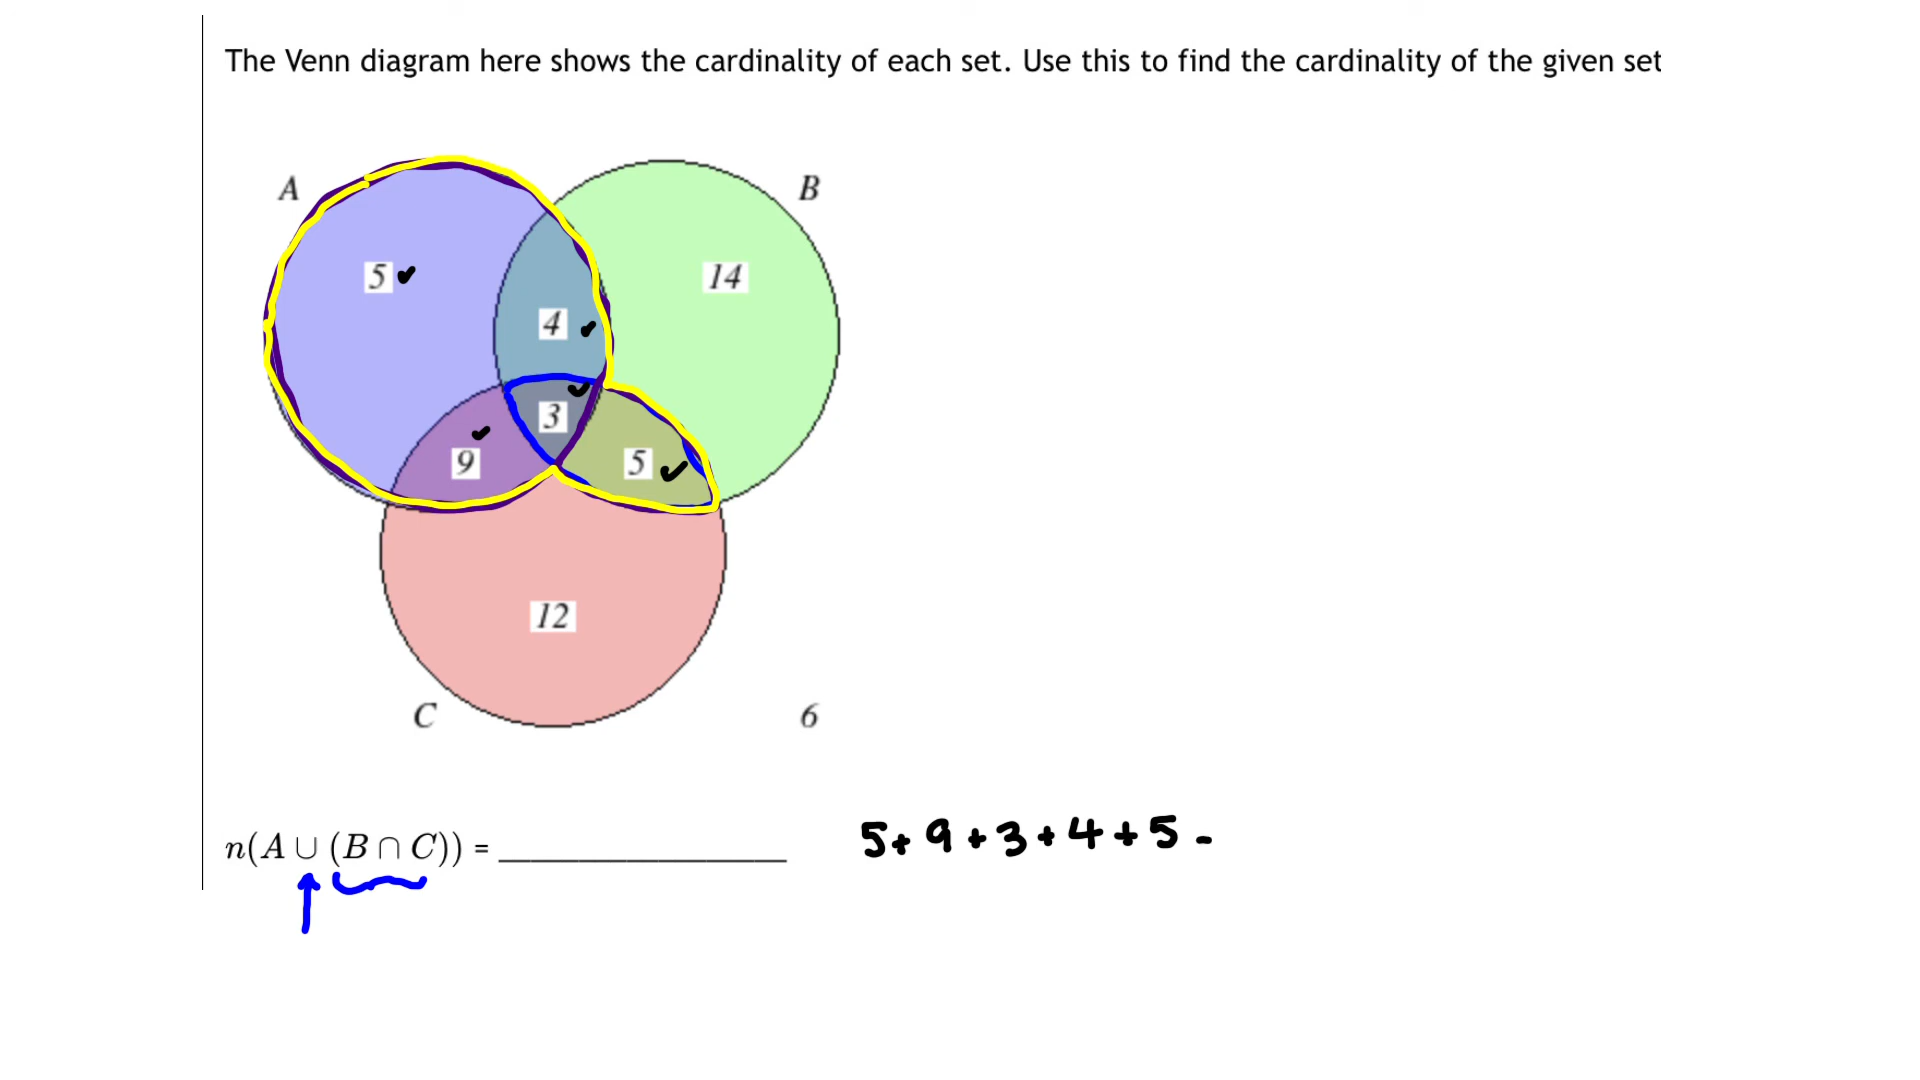 The Venn diagram here shows the cardinality of each set. Use this to find the cardinality of the given set
A
B
5
14
4
3
9
5
12
C
6
n(A ∪ (B ∩ C)) = __________________
5+9+3+4+5 -